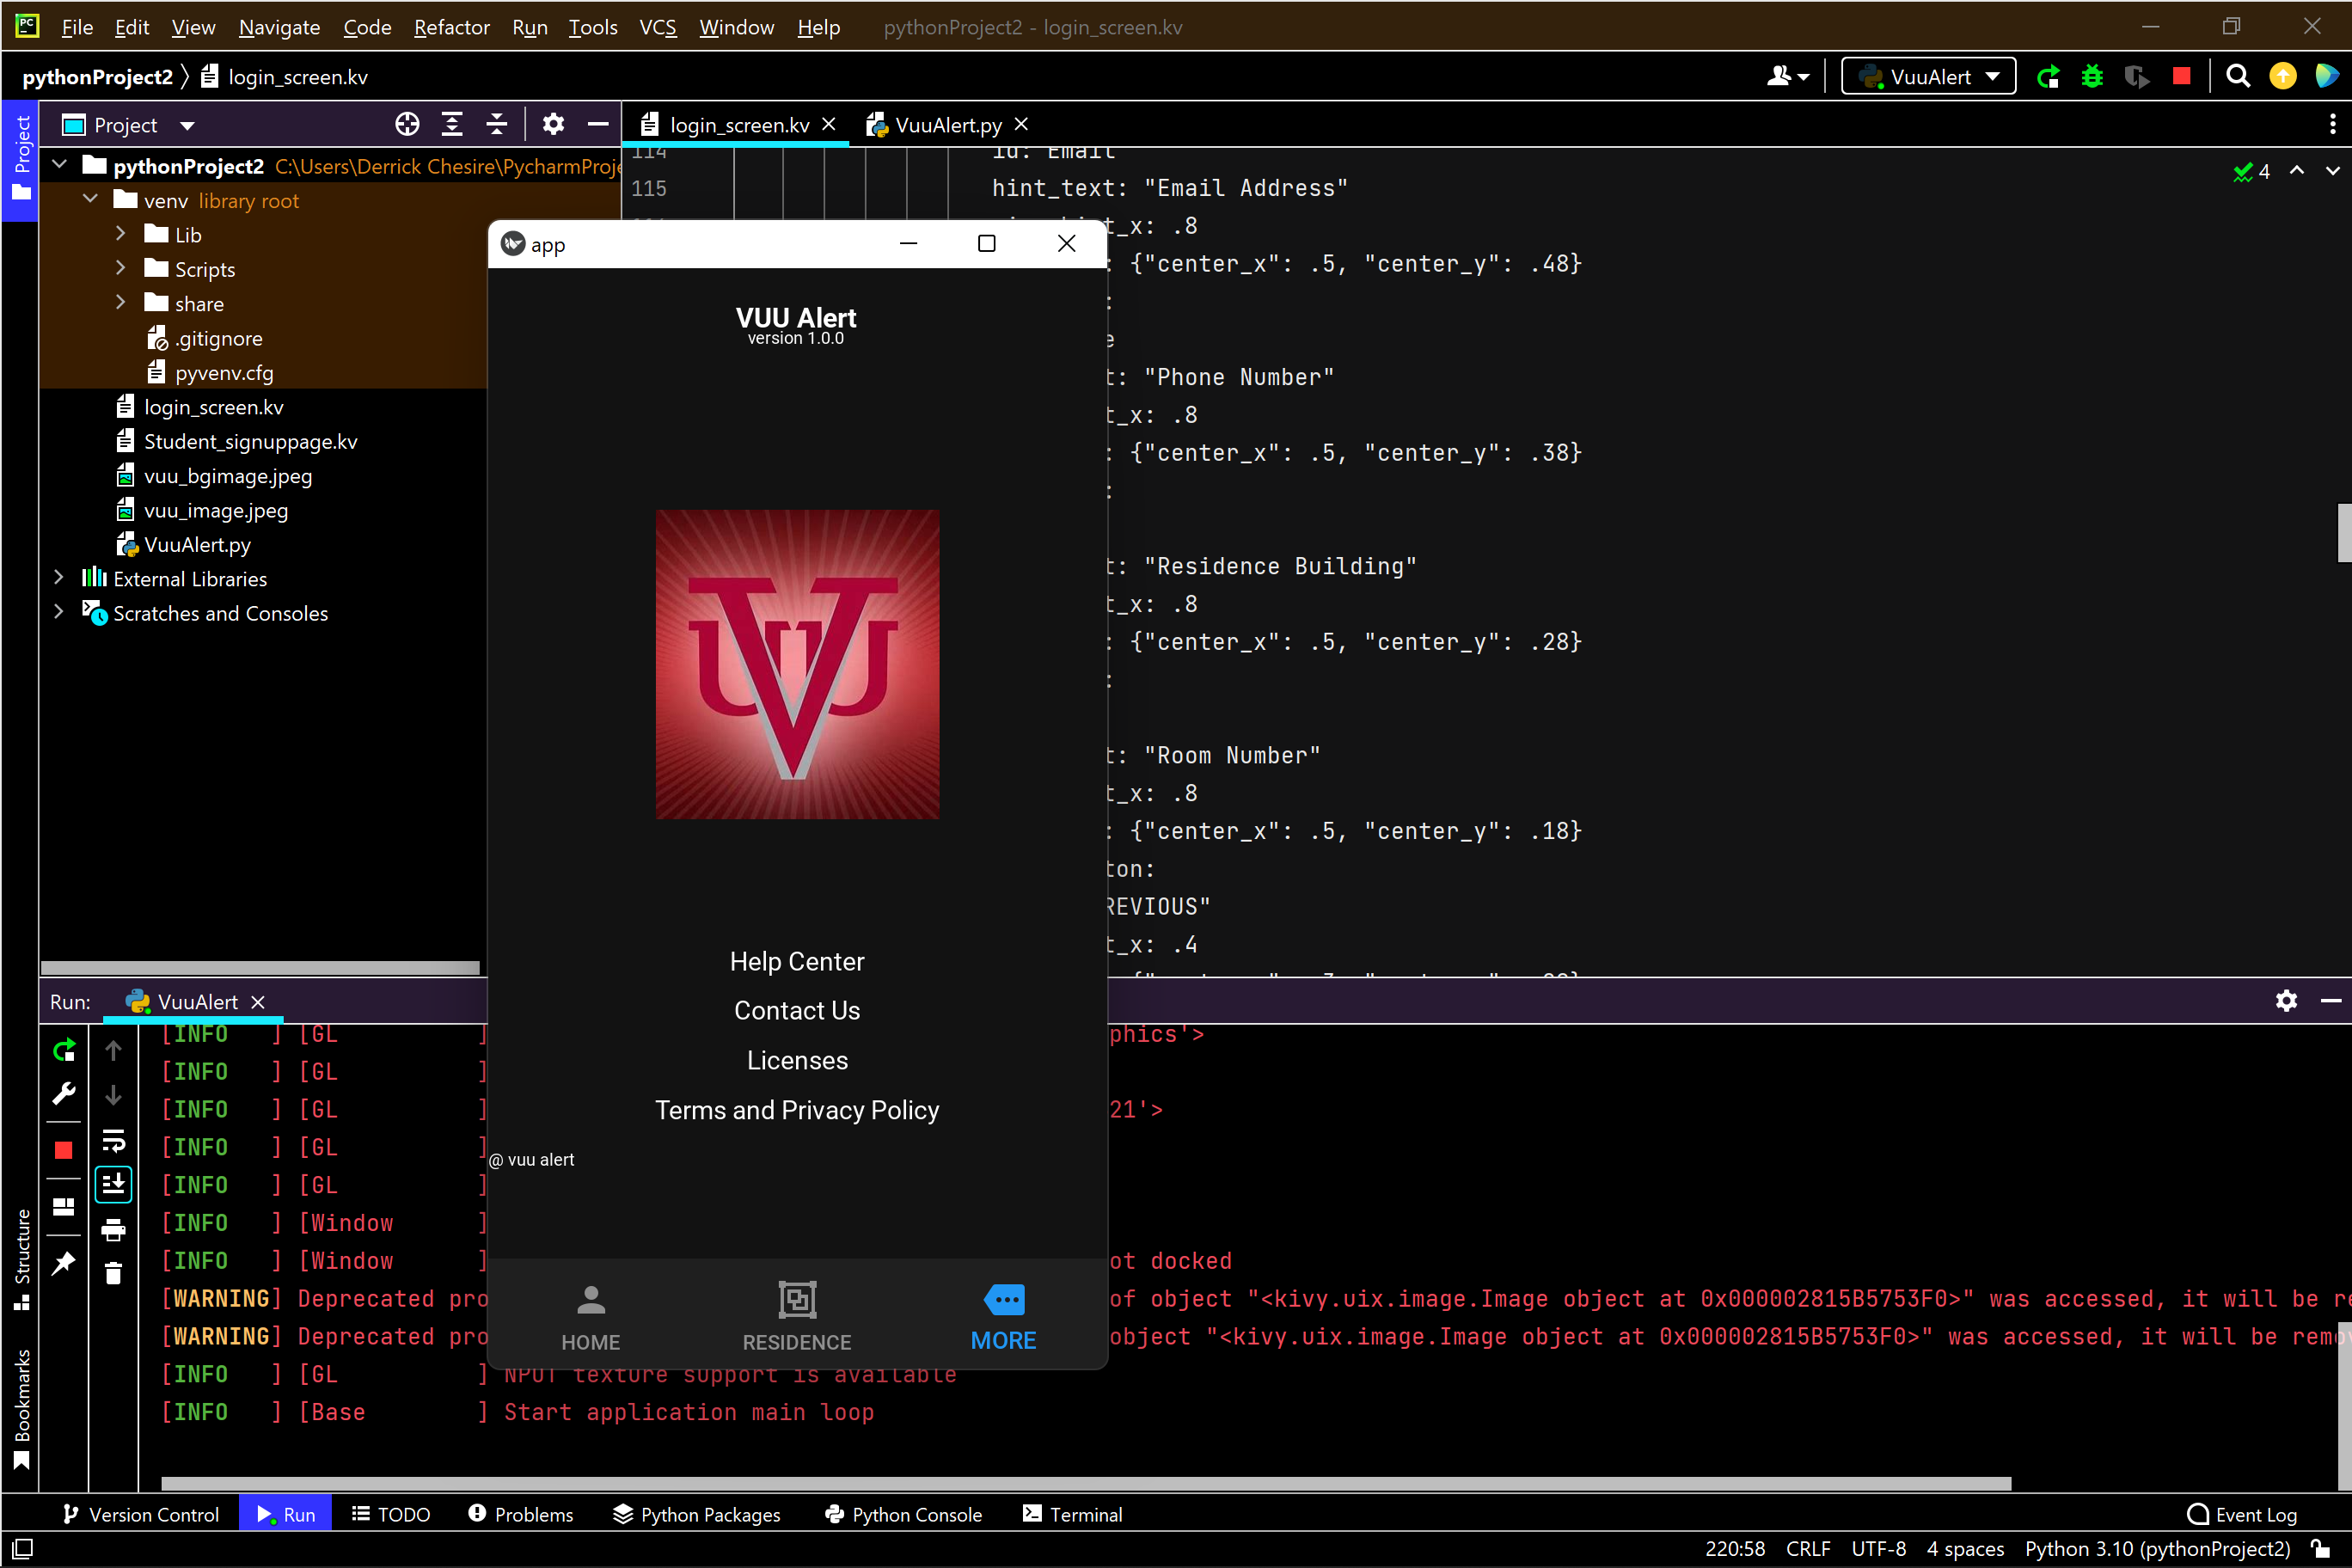 File Edit View Navigate Code Refactor Run Tools VCS Window Help pythonProject2 - login_screen.kv
pythonProject2 login_screen.kv
VuuAlert
Project
Project
login_screen.kv
VuuAlert.py
pythonProject2 C:\Users\Derrick Chesire\PycharmProje
venv library root
Lib
Scripts
share
.gitignore
pyvenv.cfg
login_screen.kv
Student_signuppage.kv
vuu_bgimage.jpeg
vuu_image.jpeg
VuuAlert.py
External Libraries
Scratches and Consoles
114 id: Email
115 hint_text: "Email Address"
t_x: .8
: {"center_x": .5, "center_y": .48}
:
e
t: "Phone Number"
t_x: .8
: {"center_x": .5, "center_y": .38}
:
t: "Residence Building"
t_x: .8
: {"center_x": .5, "center_y": .28}
:
t: "Room Number"
t_x: .8
: {"center_x": .5, "center_y": .18}
ton:
REVIOUS"
t_x: .4
4
app
VUU Alert
version 1.0.0
VUU
Help Center
Contact Us
Licenses
Terms and Privacy Policy
@ vuu alert
HOME
RESIDENCE
MORE
Run: VuuAlert
[INFO ] [GL ] phics'>
[INFO ] [GL ]
[INFO ] [GL ] 21'>
[INFO ] [GL ]
[INFO ] [GL ]
[INFO ] [Window ]
[INFO ] [Window ] ot docked
[WARNING] Deprecated pro of object "<kivy.uix.image.Image object at 0x000002815B5753F0>" was accessed, it will be re
[WARNING] Deprecated pro object "<kivy.uix.image.Image object at 0x000002815B5753F0>" was accessed, it will be remo
[INFO ] [GL ] NPOT texture support is available
[INFO ] [Base ] Start application main loop
Structure
Bookmarks
Version Control Run TODO Problems Python Packages Python Console Terminal Event Log
220:58 CRLF UTF-8 4 spaces Python 3.10 (pythonProject2)